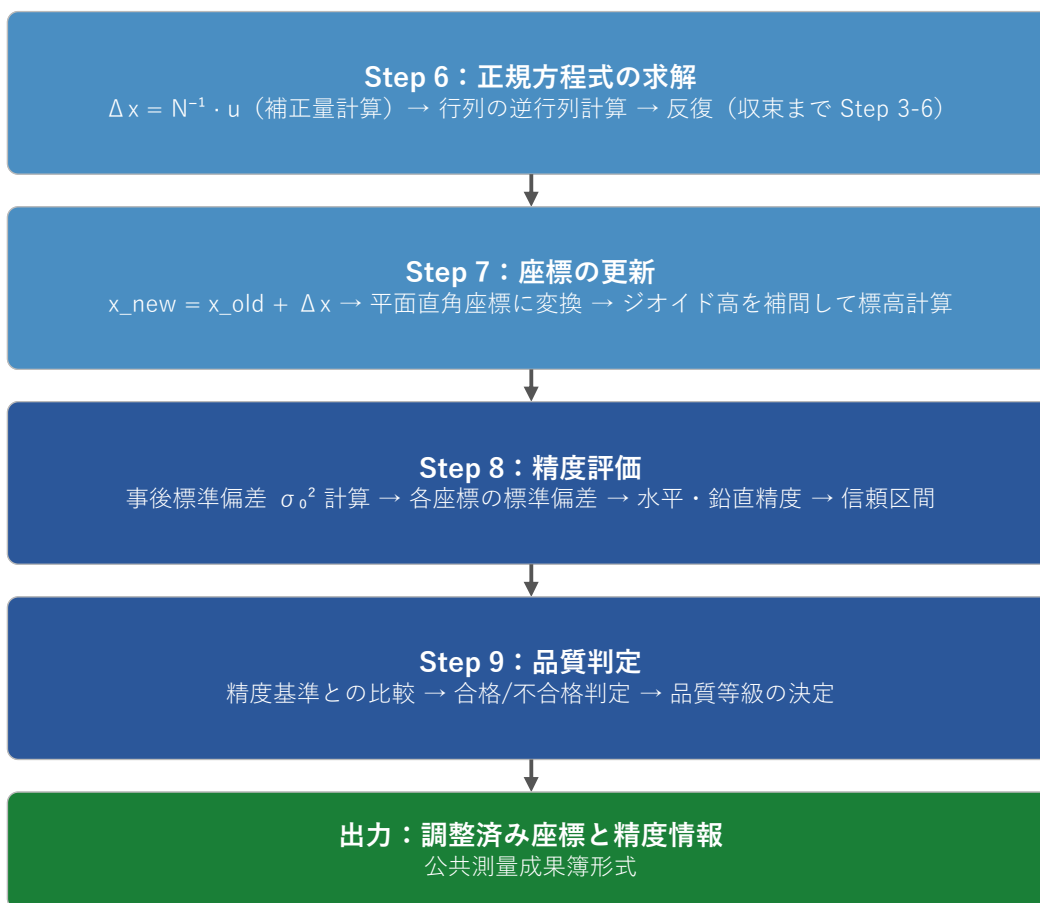 Step 6：正規方程式の求解
Δx = N⁻¹ · u（補正量計算）→ 行列の逆行列計算 → 反復（収束まで Step 3-6）
Step 7：座標の更新
x_new = x_old + Δx → 平面直角座標に変換 → ジオイド高を補間して標高計算
Step 8：精度評価
事後標準偏差 σ₀² 計算 → 各座標の標準偏差 → 水平・鉛直精度 → 信頼区間
Step 9：品質判定
精度基準との比較 → 合格/不合格判定 → 品質等級の決定
出力：調整済み座標と精度情報
公共測量成果簿形式